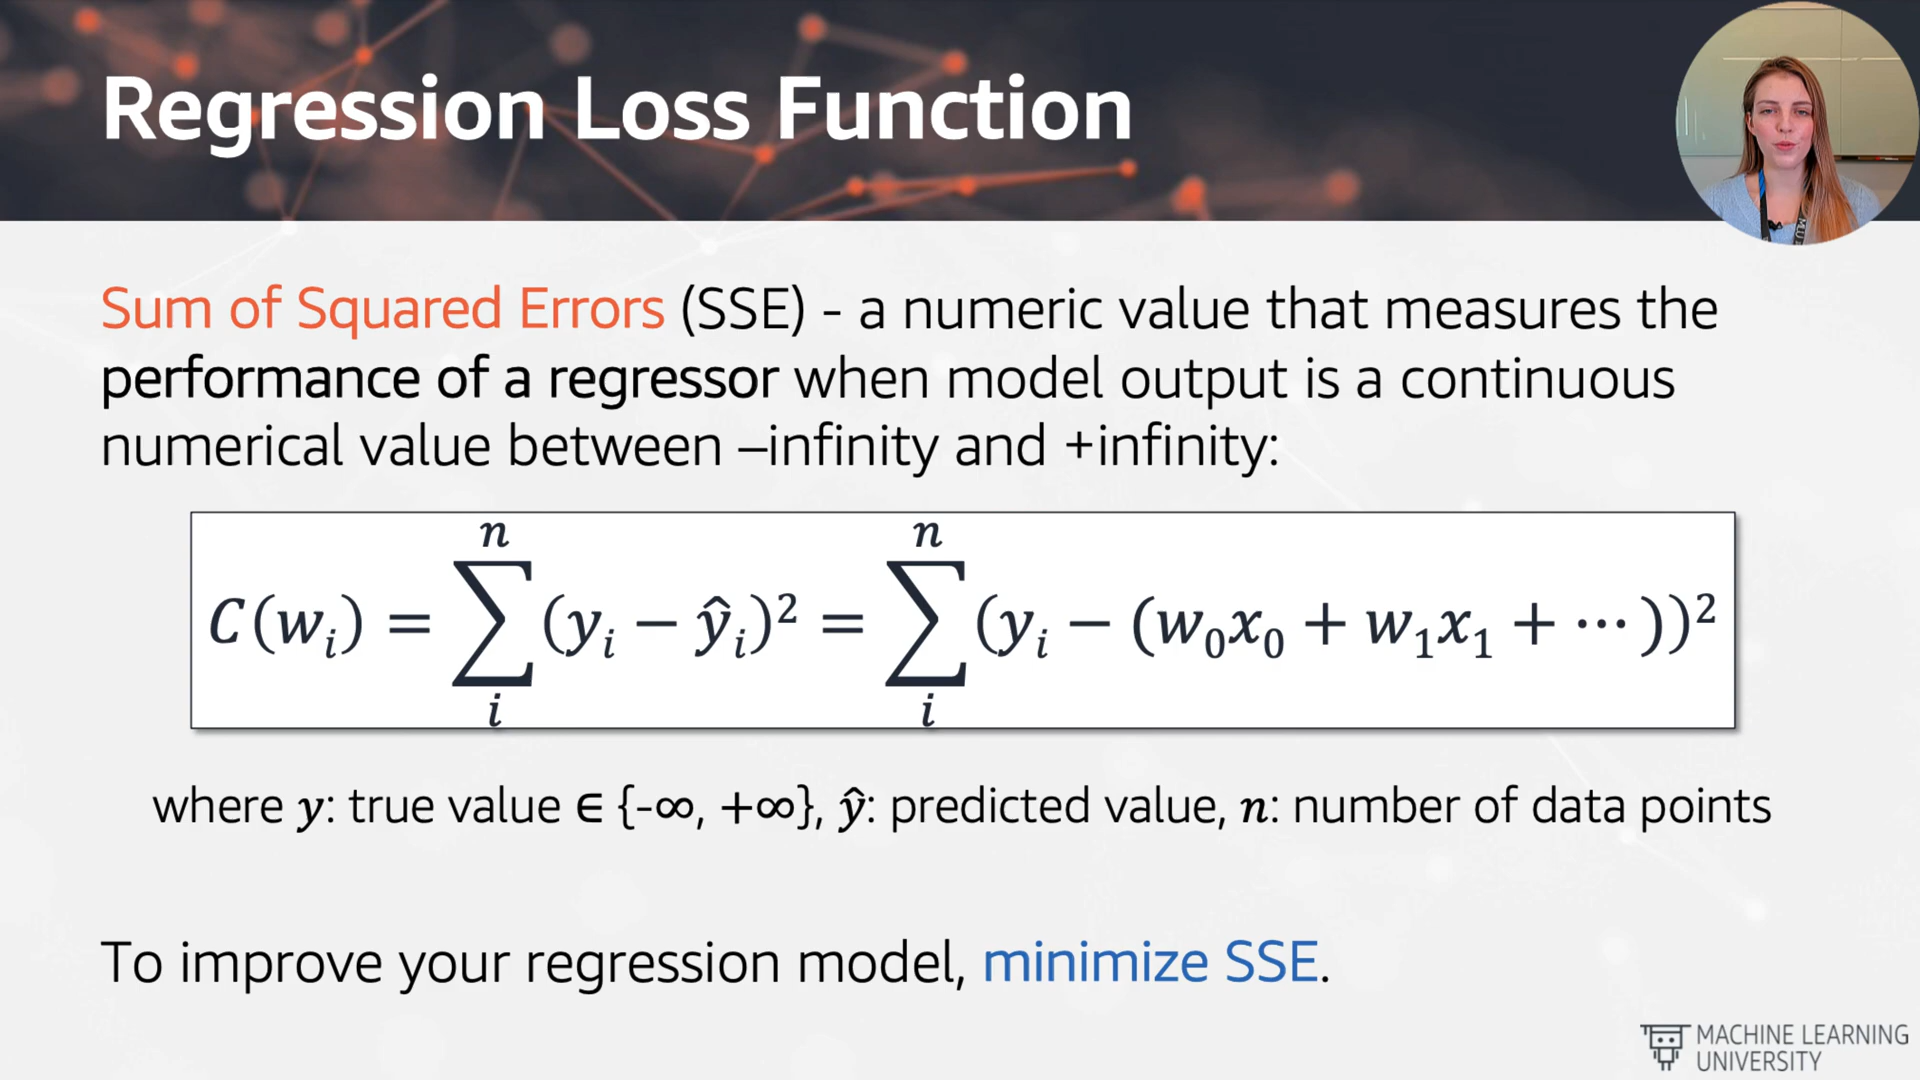 Regression Loss Function
Sum of Squared Errors (SSE) - a numeric value that measures the
performance of a regressor when model output is a continuous
numerical value between –infinity and +infinity:
C(wᵢ) = ∑ᵢⁿ(yᵢ − ŷᵢ)² = ∑ᵢⁿ(yᵢ − (w₀x₀ + w₁x₁ + ⋯))²
where y: true value ∈ {-∞, +∞}, ŷ: predicted value, n: number of data points
To improve your regression model, minimize SSE.
MACHINE LEARNING
UNIVERSITY
MLU